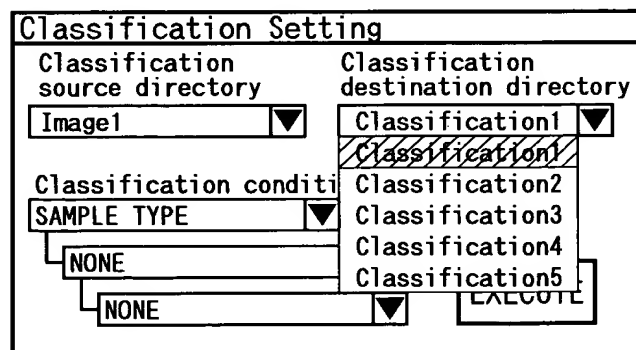 Classification Setting
Classification
source directory
Classification
destination directory
Image1
Classification1
Classification1
Classification conditi
Classification2
SAMPLE TYPE
Classification3
Classification4
NONE
Classification5
EXECUTE
NONE